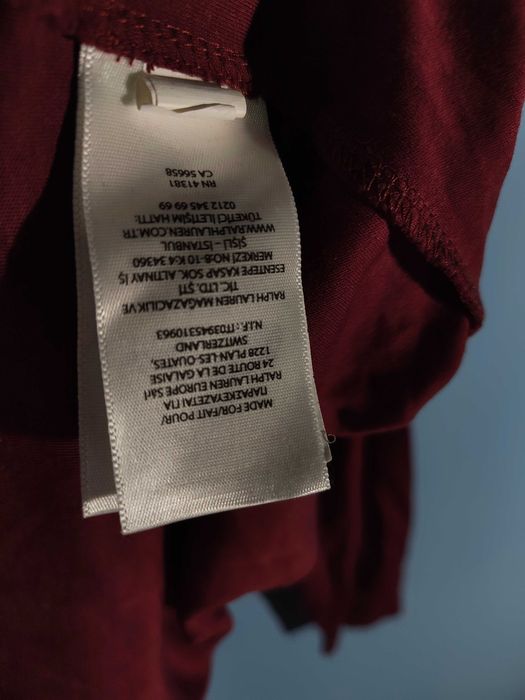 MADE FOR/FAIT POUR/
ΠΑΡΑΣΚΕΥΑΖΕΤΑΙ ΓΙΑ
RALPH LAUREN EUROPE Sàrl
24 ROUTE DE LA GALAISE
1228 PLAN-LES-OUATES,
SWITZERLAND
N.I.F.: IT03945310963
RALPH LAUREN MAĞAZACILIK VE
TİC. LTD. ŞTİ
ESENTEPE KASAP SOK. ALTINAY İŞ
MERKEZİ NO:8-10 K:4 34360
ŞİŞLİ - İSTANBUL
WWW.RALPHLAUREN.COM.TR
TÜKETİCİ İLETİŞİM HATTI:
0212 345 69 69
RN 41381
CA 56658